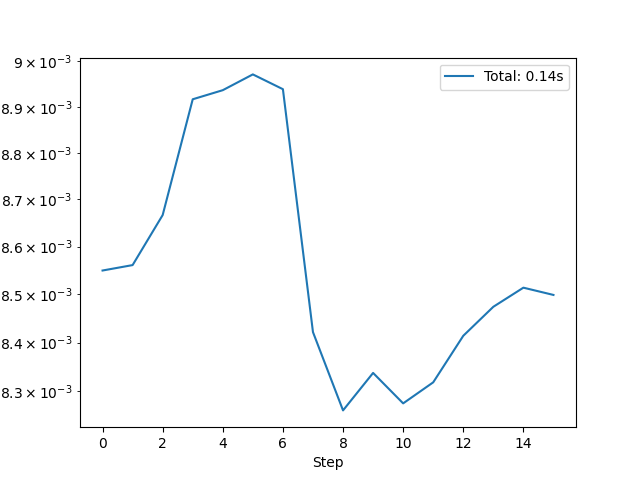 Total: 0.14s
9 × 10⁻³
8.9 × 10⁻³
8.8 × 10⁻³
8.7 × 10⁻³
8.6 × 10⁻³
8.5 × 10⁻³
8.4 × 10⁻³
8.3 × 10⁻³
0 2 4 6 8 10 12 14
Step